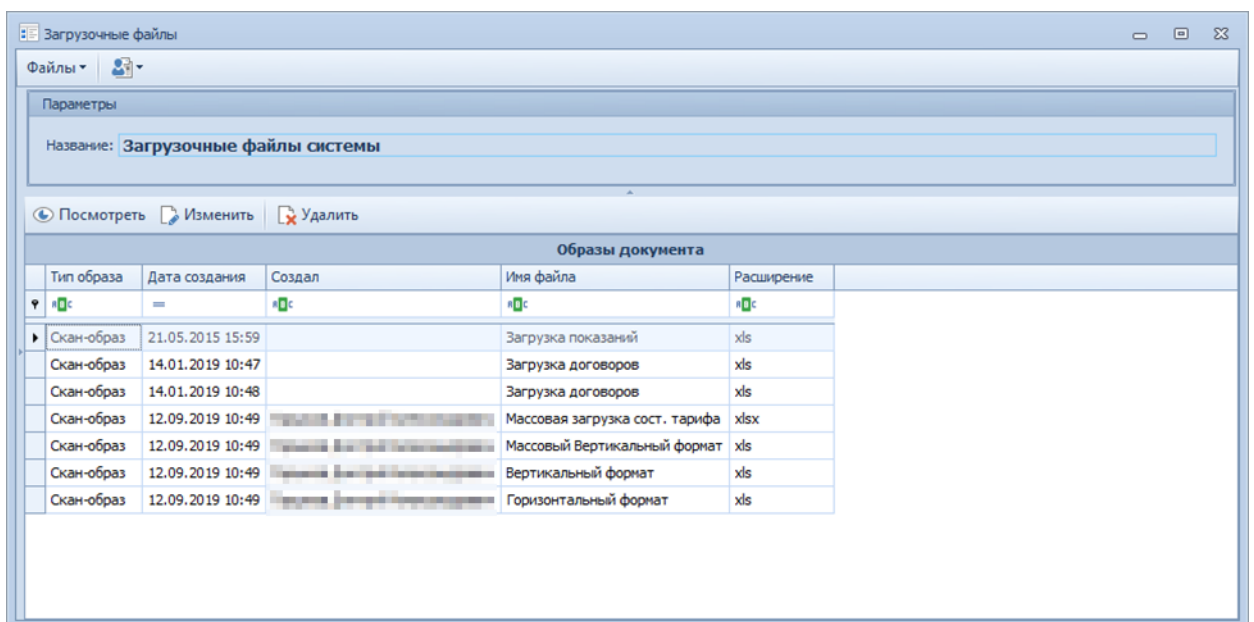 Загрузочные файлы
Файлы
Параметры
Название: Загрузочные файлы системы
Посмотреть Изменить Удалить
Образы документа
Тип образа Дата создания Создал Имя файла Расширение
= 
Скан-образ 21.05.2015 15:59 Загрузка показаний xls
Скан-образ 14.01.2019 10:47 Загрузка договоров xls
Скан-образ 14.01.2019 10:48 Загрузка договоров xls
Скан-образ 12.09.2019 10:49 Массовая загрузка сост. тарифа xlsx
Скан-образ 12.09.2019 10:49 Массовый Вертикальный формат xls
Скан-образ 12.09.2019 10:49 Вертикальный формат xls
Скан-образ 12.09.2019 10:49 Горизонтальный формат xls